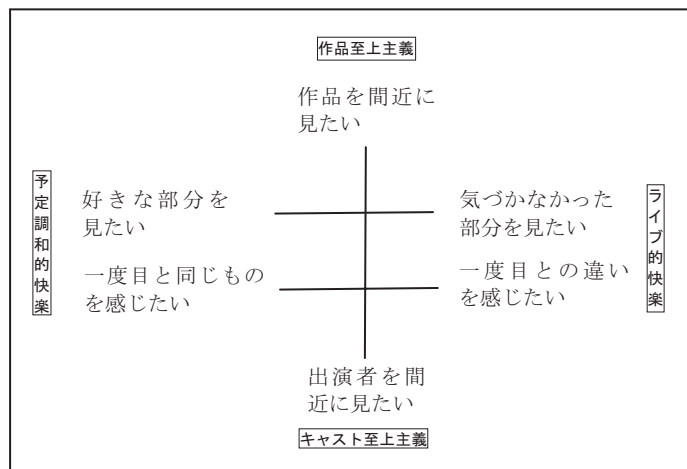 作品至上主義
作品を間近に
見たい
予定調和的快楽
好きな部分を
見たい
気づかなかった
部分を見たい
ライブ的快楽
一度目と同じもの
を感じたい
一度目との違い
を感じたい
出演者を間
近に見たい
キャスト至上主義